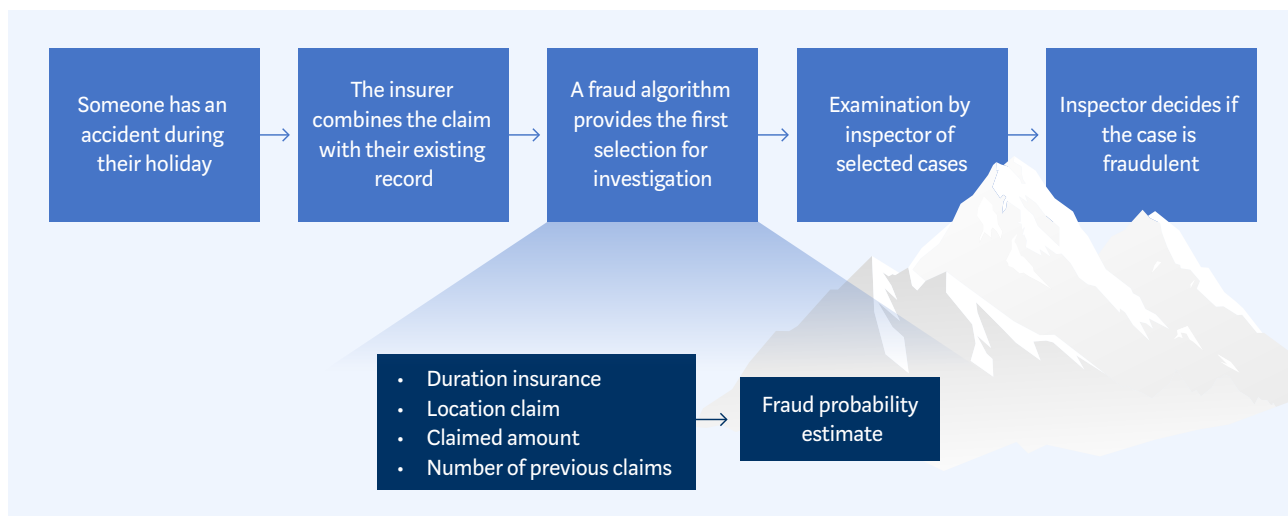 Someone has an
accident during
their holiday
The insurer
combines the claim
with their existing
record
A fraud algorithm
provides the first
selection for
investigation
Examination by
inspector of
selected cases
Inspector decides if
the case is
fraudulent
• Duration insurance
• Location claim
• Claimed amount
• Number of previous claims
Fraud probability
estimate